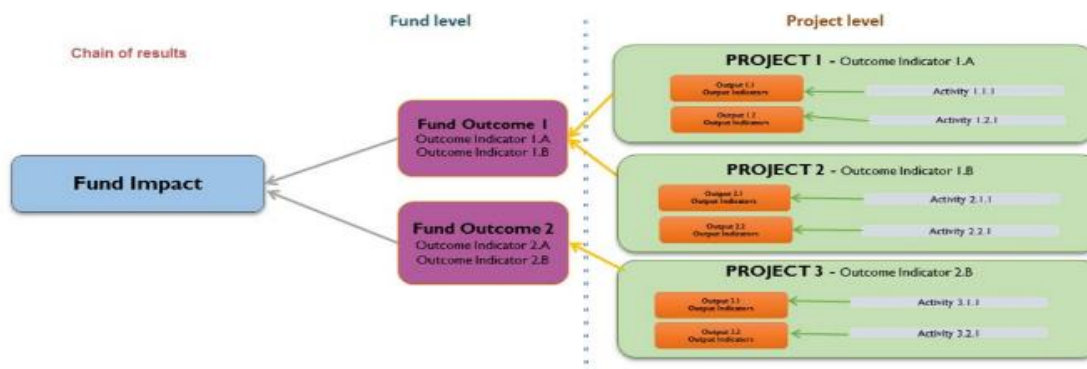 Fund level
Project level
Chain of results
PROJECT 1 - Outcome Indicator 1.A
Output 1.1
Output Indicators
Activity 1.1.1
Output 1.2
Output Indicators
Activity 1.2.1
Fund Outcome 1
Outcome Indicator 1.A
Outcome Indicator 1.B
Fund Impact
PROJECT 2 - Outcome Indicator 1.B
Output 2.1
Output Indicators
Activity 2.1.1
Output 2.2
Output Indicators
Activity 2.2.1
Fund Outcome 2
Outcome Indicator 2.A
Outcome Indicator 2.B
PROJECT 3 - Outcome Indicator 2.B
Output 3.1
Output Indicators
Activity 3.1.1
Output 3.2
Output Indicators
Activity 3.2.1